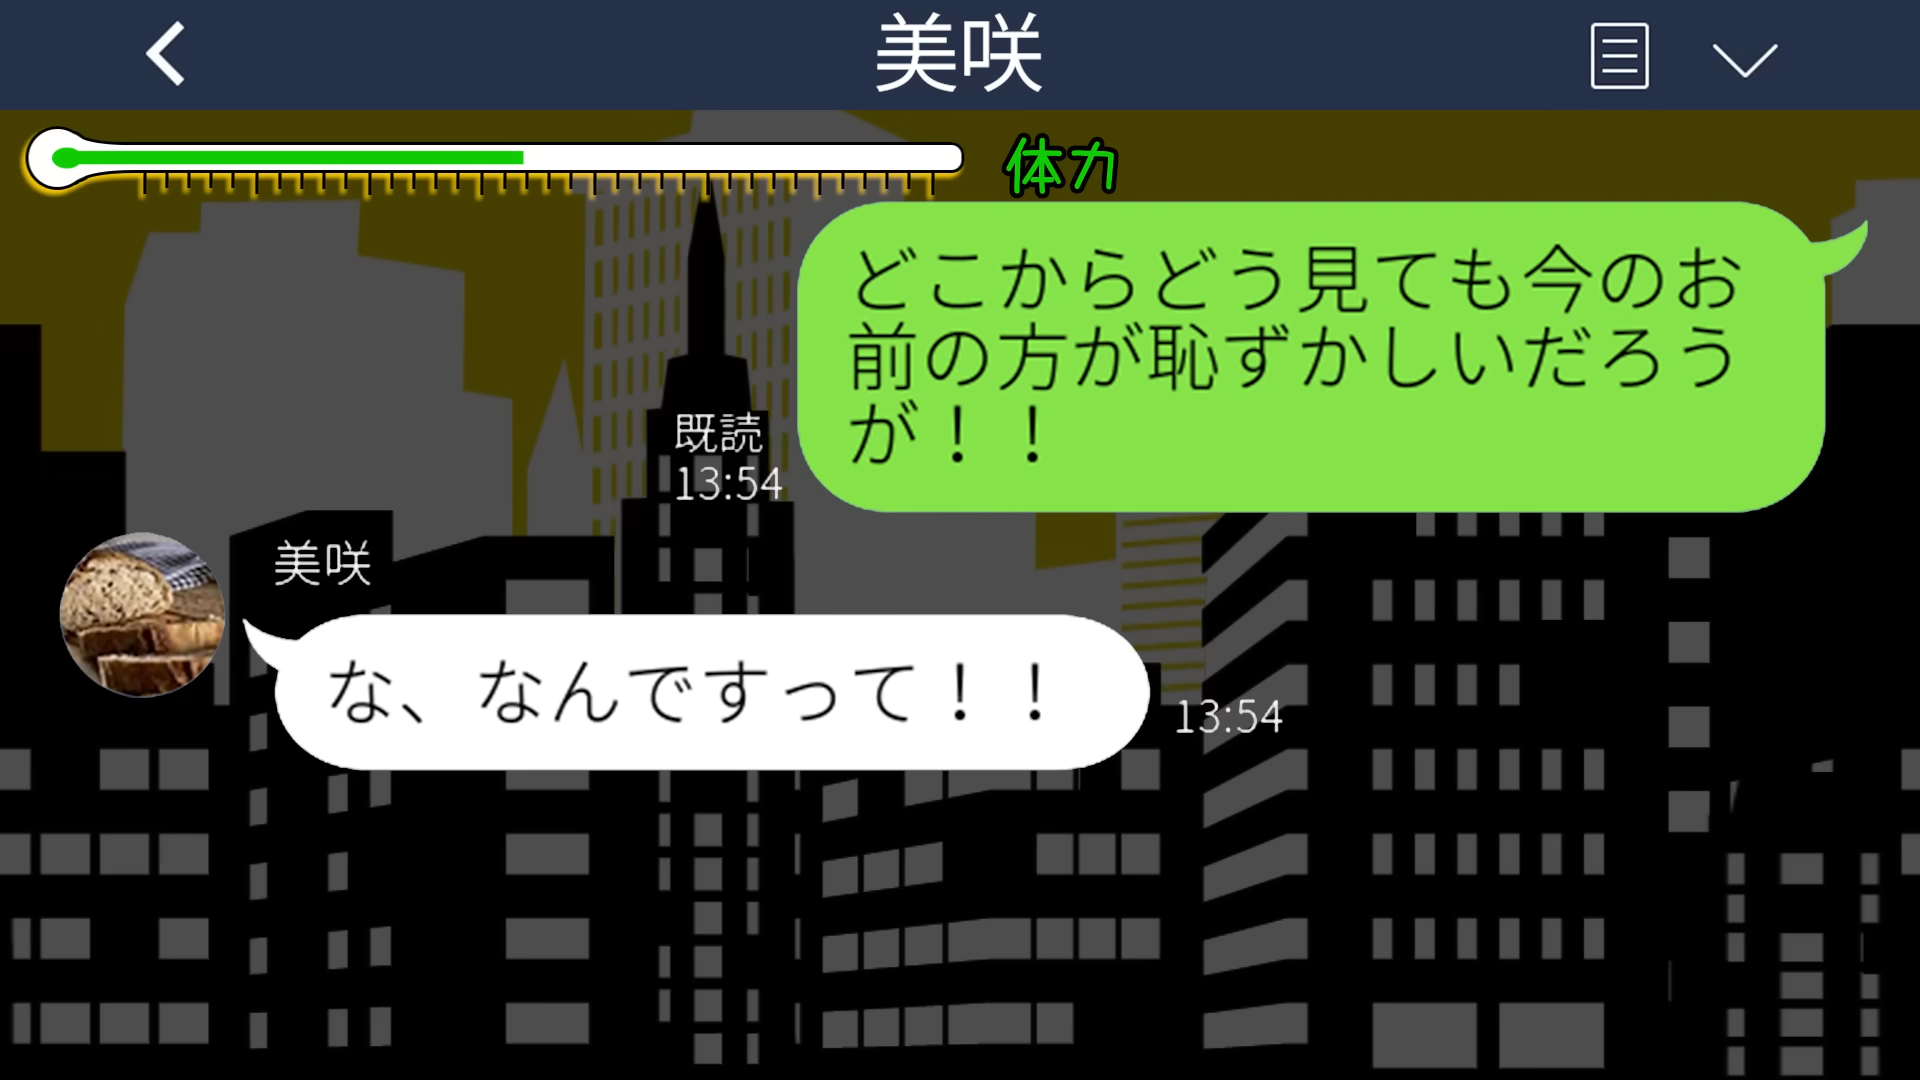 美咲
体力
どこからどう見ても今のお
前の方が恥ずかしいだろう
が！！
既読
13:54
美咲
な、なんですって！！
13:54